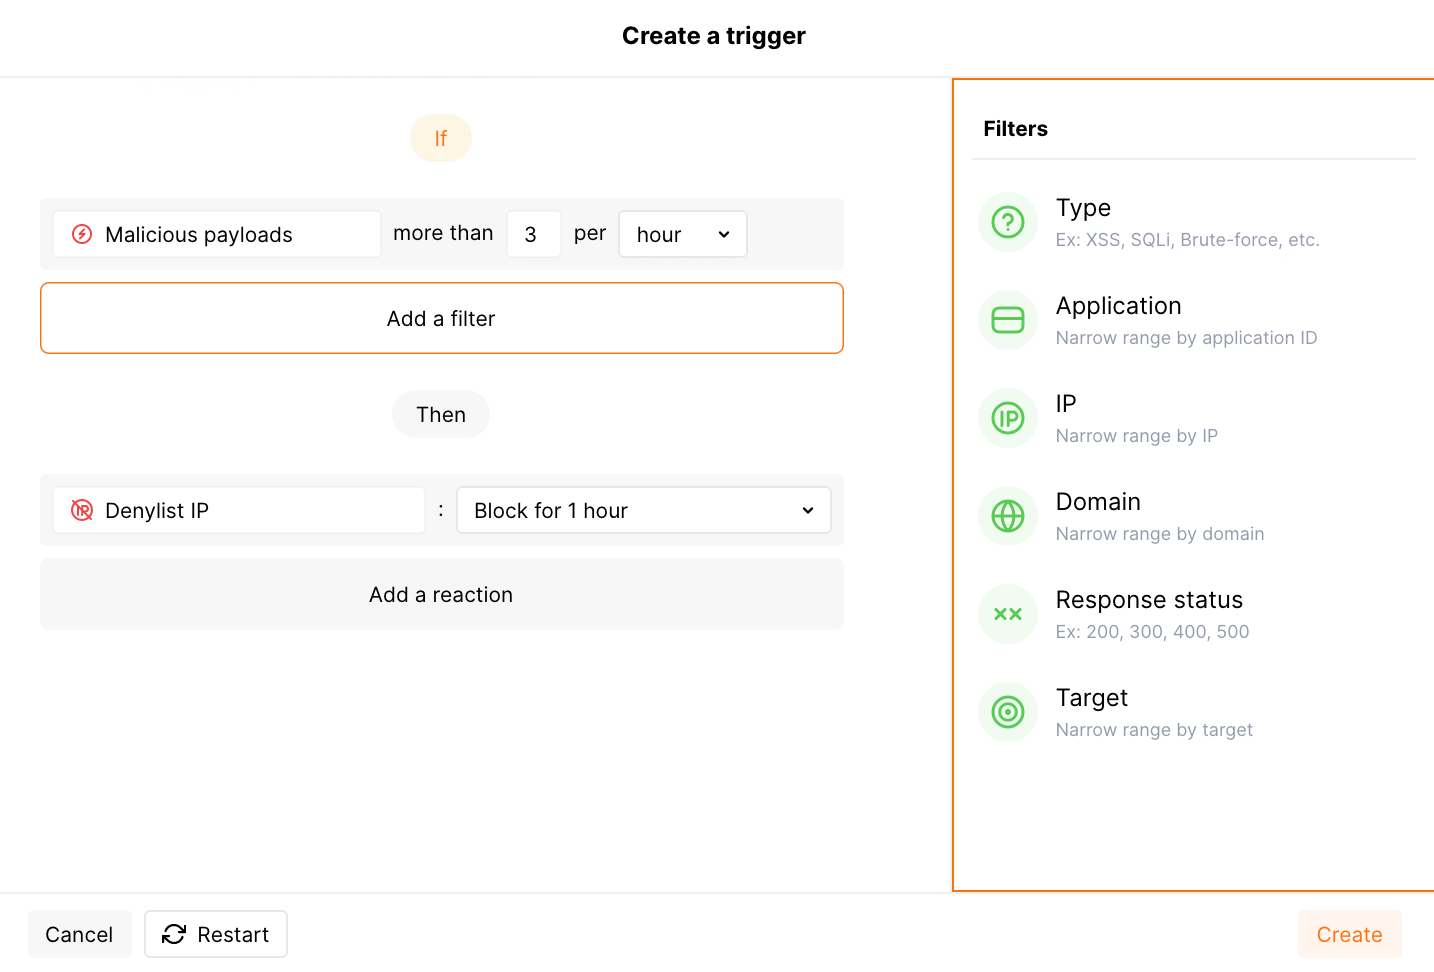 Create a trigger
If
Malicious payloads more than 3 per hour
Add a filter
Then
Denylist IP : Block for 1 hour
Add a reaction
Filters
Type
Ex: XSS, SQLi, Brute-force, etc.
Application
Narrow range by application ID
IP
IP
Narrow range by IP
Domain
Narrow range by domain
Response status
Ex: 200, 300, 400, 500
Target
Narrow range by target
Cancel
Restart
Create